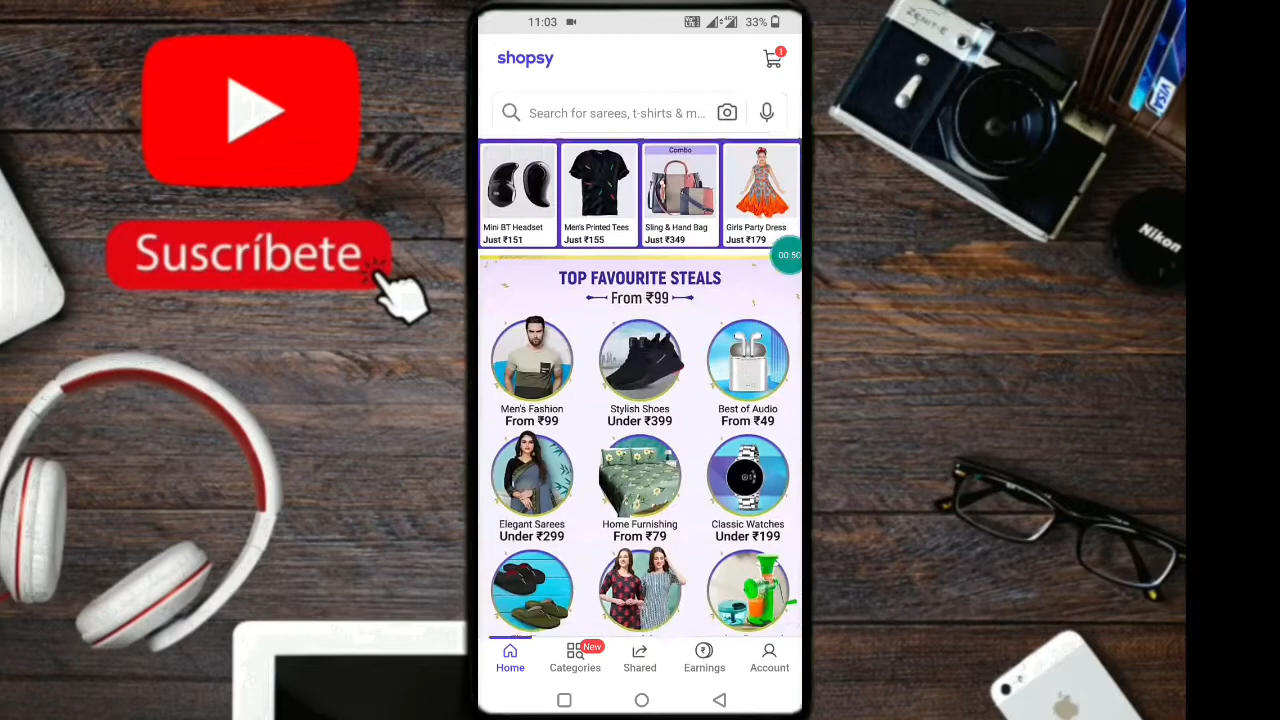 11:03
33%
shopsy
1
Search for sarees, t-shirts & m...
Combo
Mini BT Headset
Just ₹151
Men's Printed Tees
Just ₹155
Sling & Hand Bag
Just ₹349
Girls Party Dress
Just ₹179
00:50
TOP FAVOURITE STEALS
From ₹99
Men's Fashion
From ₹99
Stylish Shoes
Under ₹399
Best of Audio
From ₹49
Elegant Sarees
Under ₹299
Home Furnishing
From ₹79
Classic Watches
Under ₹199
New
Home
Categories
Shared
Earnings
Account
Suscríbete
ZENIT-E
VISA
Nikon